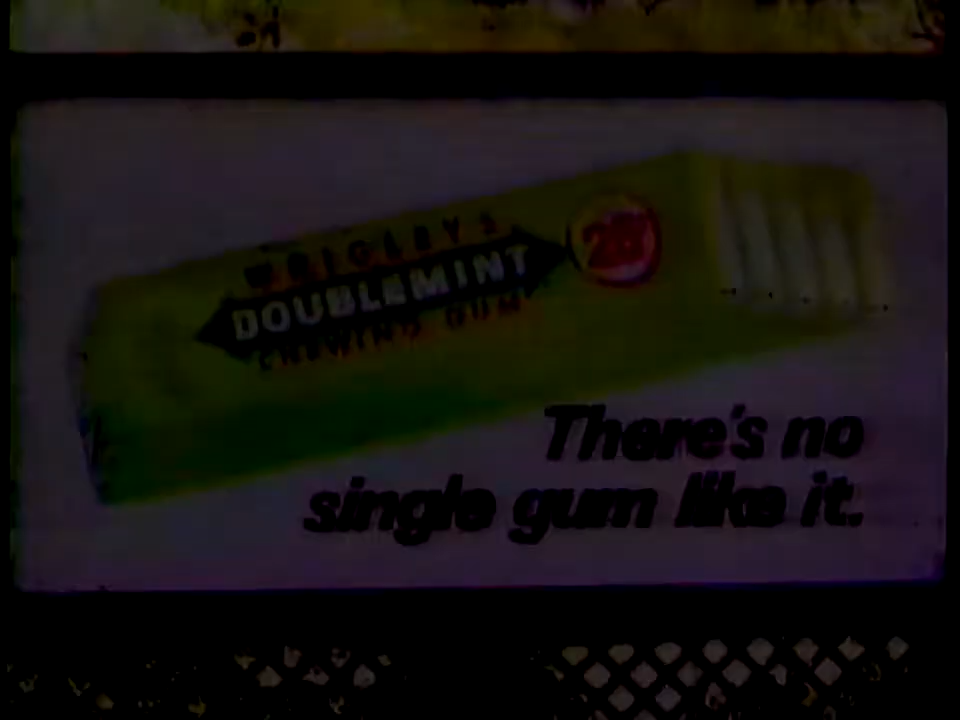 WRIGLEY'S
DOUBLEMINT
CHEWING GUM
There's no
single gum like it.